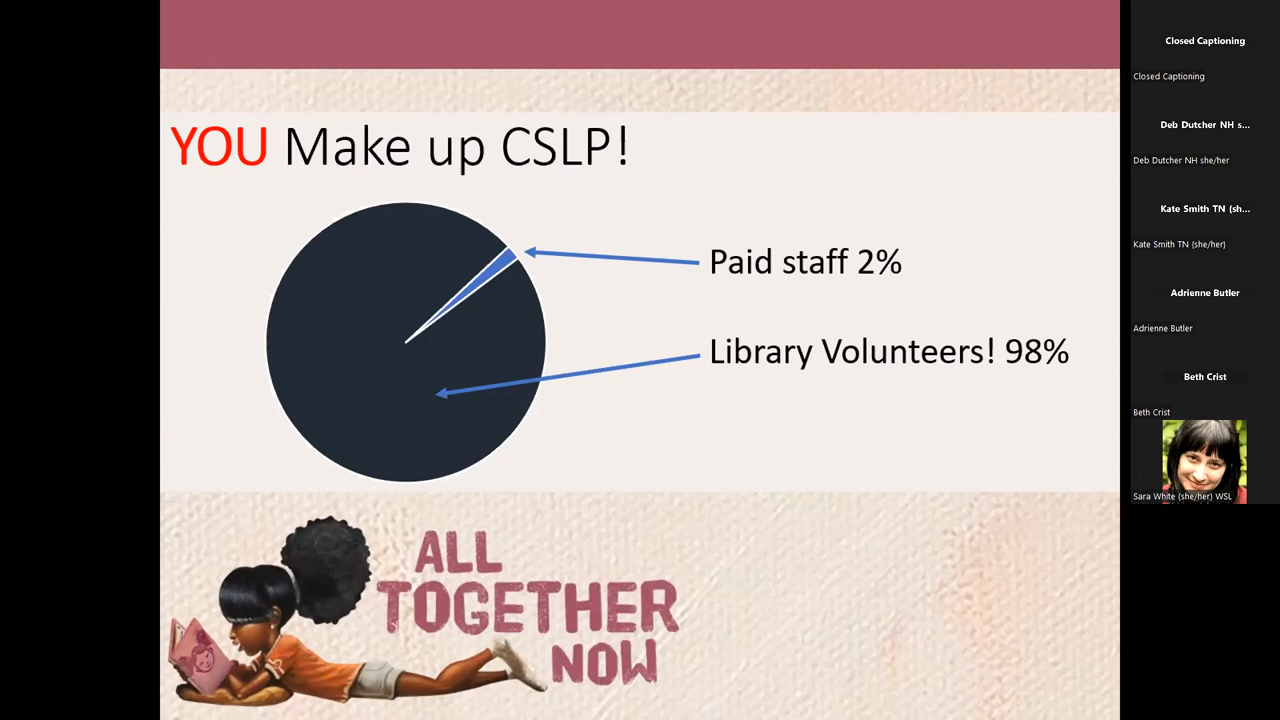 YOU Make up CSLP!
Paid staff 2%
Library Volunteers! 98%
ALL
TOGETHER
NOW
Closed Captioning
Closed Captioning
Deb Dutcher NH s...
Deb Dutcher NH she/her
Kate Smith TN (sh...
Kate Smith TN (she/her)
Adrienne Butler
Adrienne Butler
Beth Crist
Beth Crist
Sara White (she/her) WSL